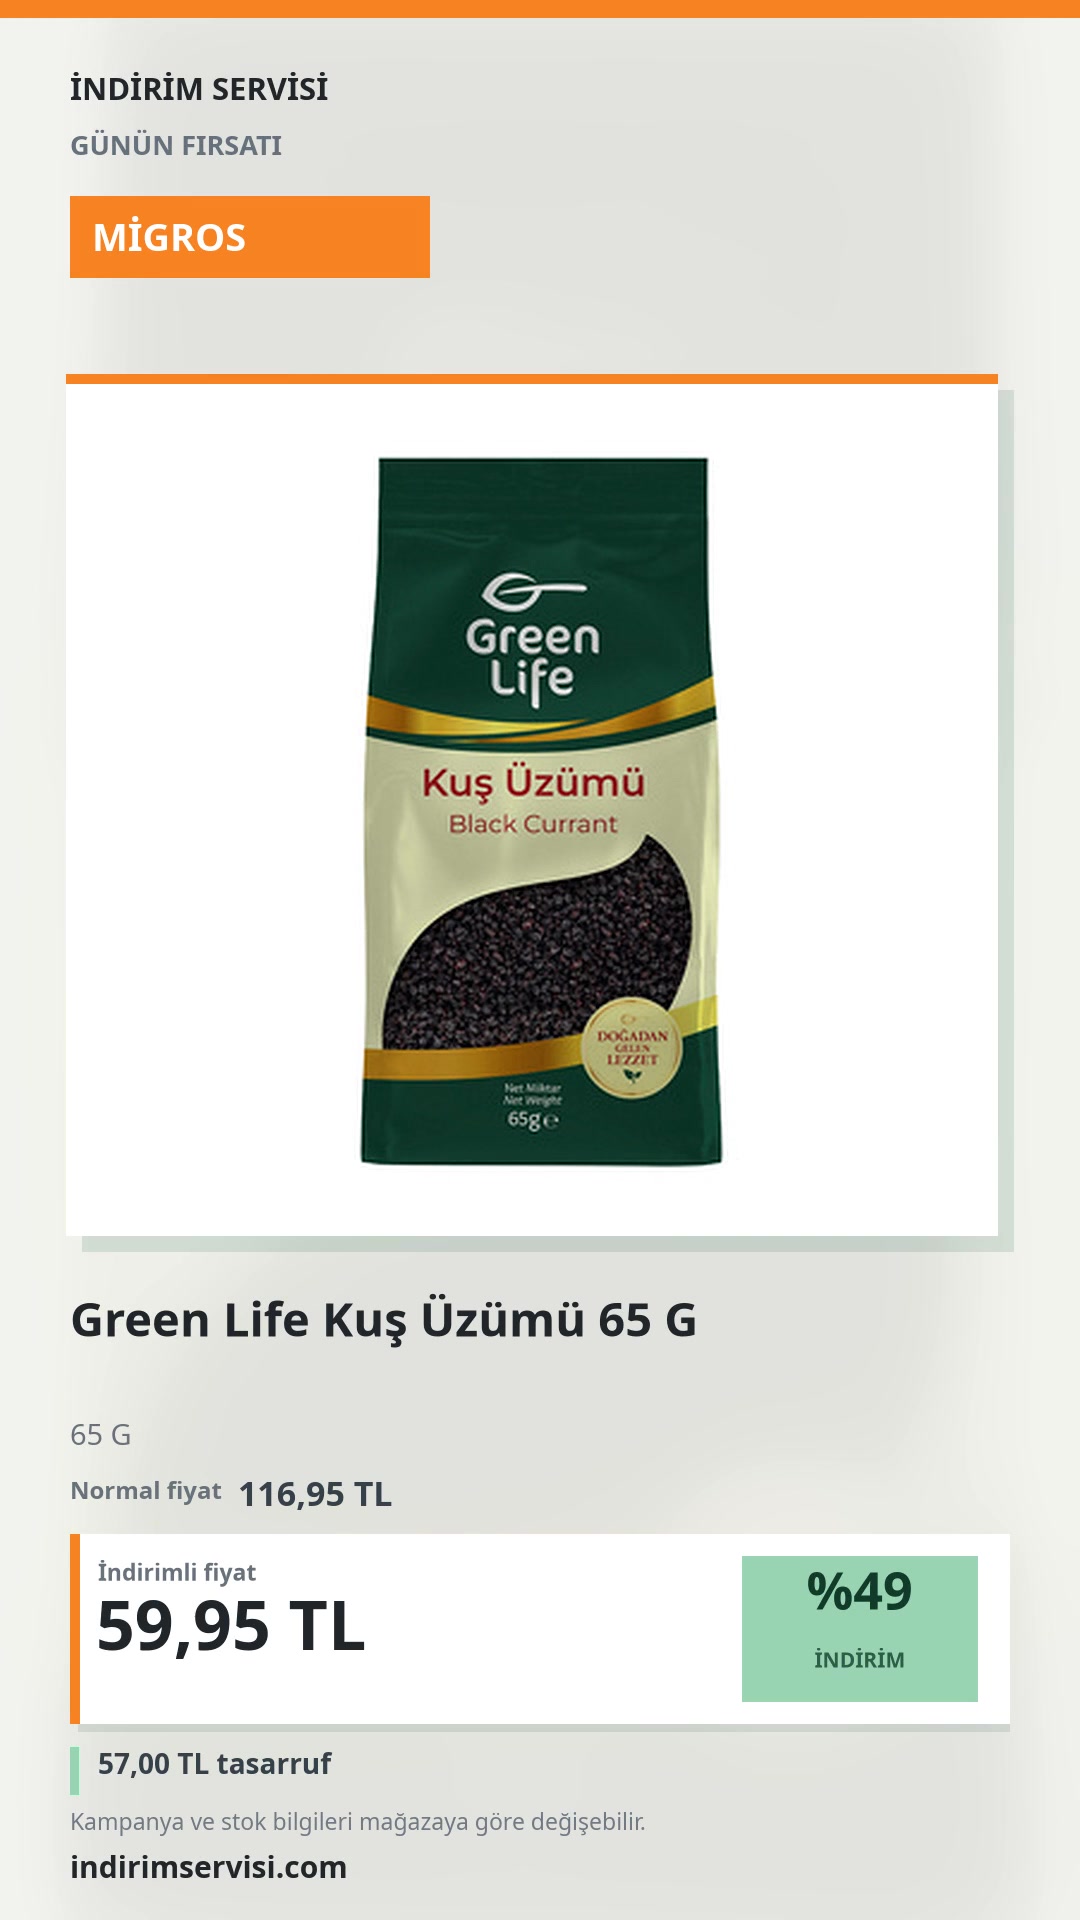 İNDİRİM SERVİSİ
GÜNÜN FIRSATI
MİGROS
Green
Life
Kuş Üzümü
Black Currant
DOĞADAN
GELEN
LEZZET
Net Miktar
Net Weight
65g ℮
Green Life Kuş Üzümü 65 G
65 G
Normal fiyat 116,95 TL
İndirimli fiyat
59,95 TL
%49
İNDİRİM
57,00 TL tasarruf
Kampanya ve stok bilgileri mağazaya göre değişebilir.
indirimservisi.com